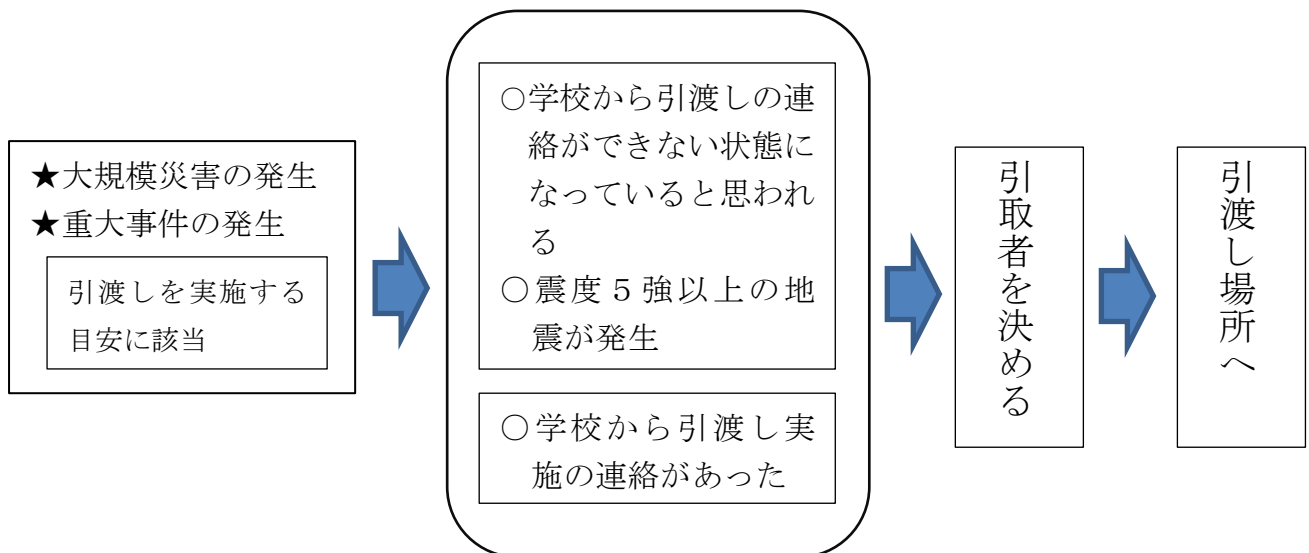 ★大規模災害の発生
★重大事件の発生
引渡しを実施する
目安に該当
○学校から引渡しの連
絡ができない状態に
なっていると思われ
る
○震度５強以上の地
震が発生
○学校から引渡し実
施の連絡があった
引取者を決める
引渡し場所へ